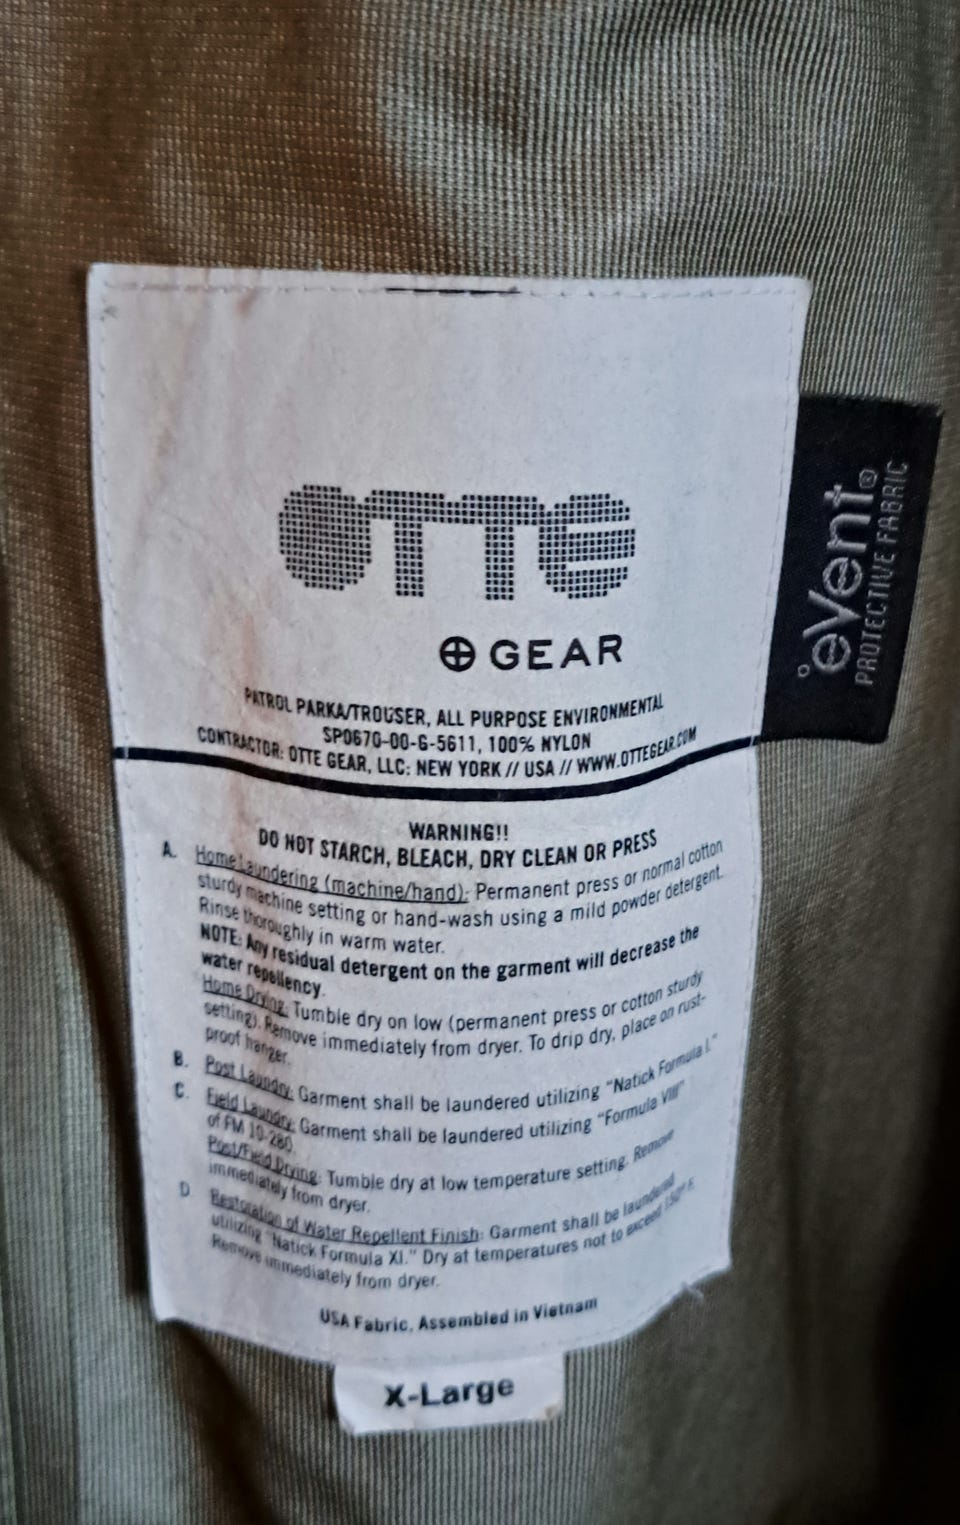 OTTE
GEAR
PATROL PARKA/TROUSER, ALL PURPOSE ENVIRONMENTAL
SP0670-00-G-5611, 100% NYLON
CONTRACTOR: OTTE GEAR, LLC: NEW YORK // USA // WWW.OTTEGEAR.COM
WARNING!!
DO NOT STARCH, BLEACH, DRY CLEAN OR PRESS
A. Home Laundering (machine/hand): Permanent press or normal cotton
sturdy machine setting or hand-wash using a mild powder detergent.
Rinse thoroughly in warm water.
NOTE: Any residual detergent on the garment will decrease the
water repellency.
Home Drying: Tumble dry on low (permanent press or cotton sturdy
setting). Remove immediately from dryer. To drip dry, place on rust-
proof hanger.
B. Post Laundry: Garment shall be laundered utilizing "Natick Formula I."
C. Field Laundry: Garment shall be laundered utilizing "Formula VIII"
of FM 10-280.
Post/Field Drying: Tumble dry at low temperature setting. Remove
immediately from dryer.
D Restoration of Water Repellent Finish: Garment shall be laundered
utilizing "Natick Formula XI." Dry at temperatures not to exceed 150° F.
Remove immediately from dryer.
USA Fabric, Assembled in Vietnam
X-Large
eVent®
PROTECTIVE FABRIC